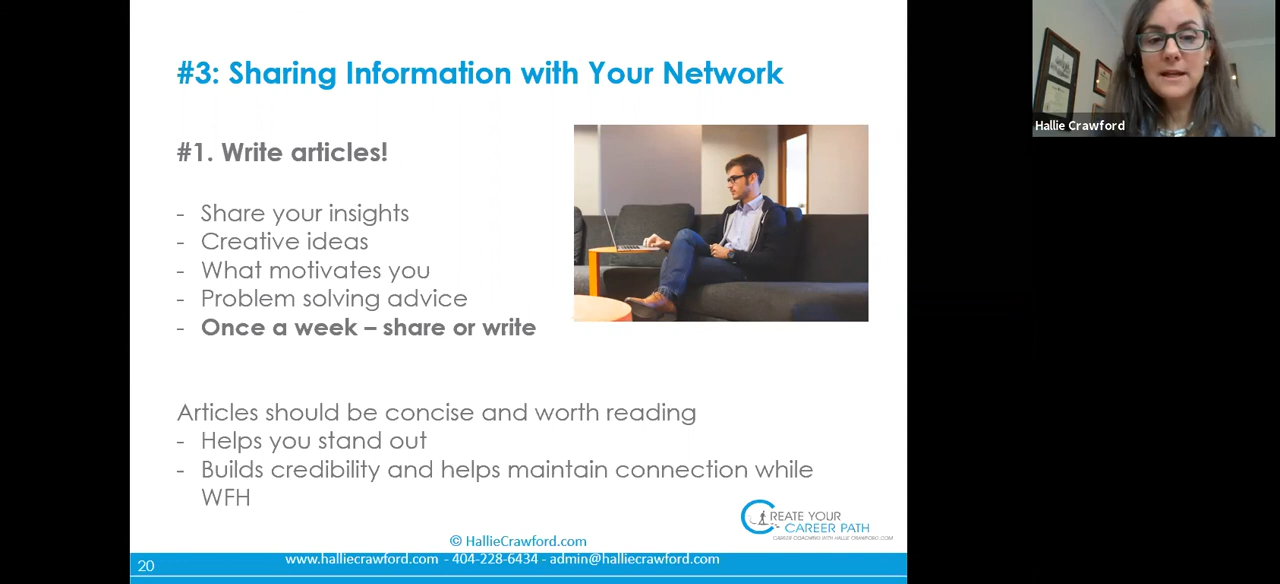 #3: Sharing Information with Your Network
Hallie Crawford
#1. Write articles!
- Share your insights
- Creative ideas
- What motivates you
- Problem solving advice
- Once a week – share or write
Articles should be concise and worth reading
- Helps you stand out
- Builds credibility and helps maintain connection while
WFH
CREATE YOUR
CAREER PATH
CAREER COACHING WITH HALLIE CRAWFORD.COM
© HallieCrawford.com
www.halliecrawford.com - 404-228-6434 - admin@halliecrawford.com
20